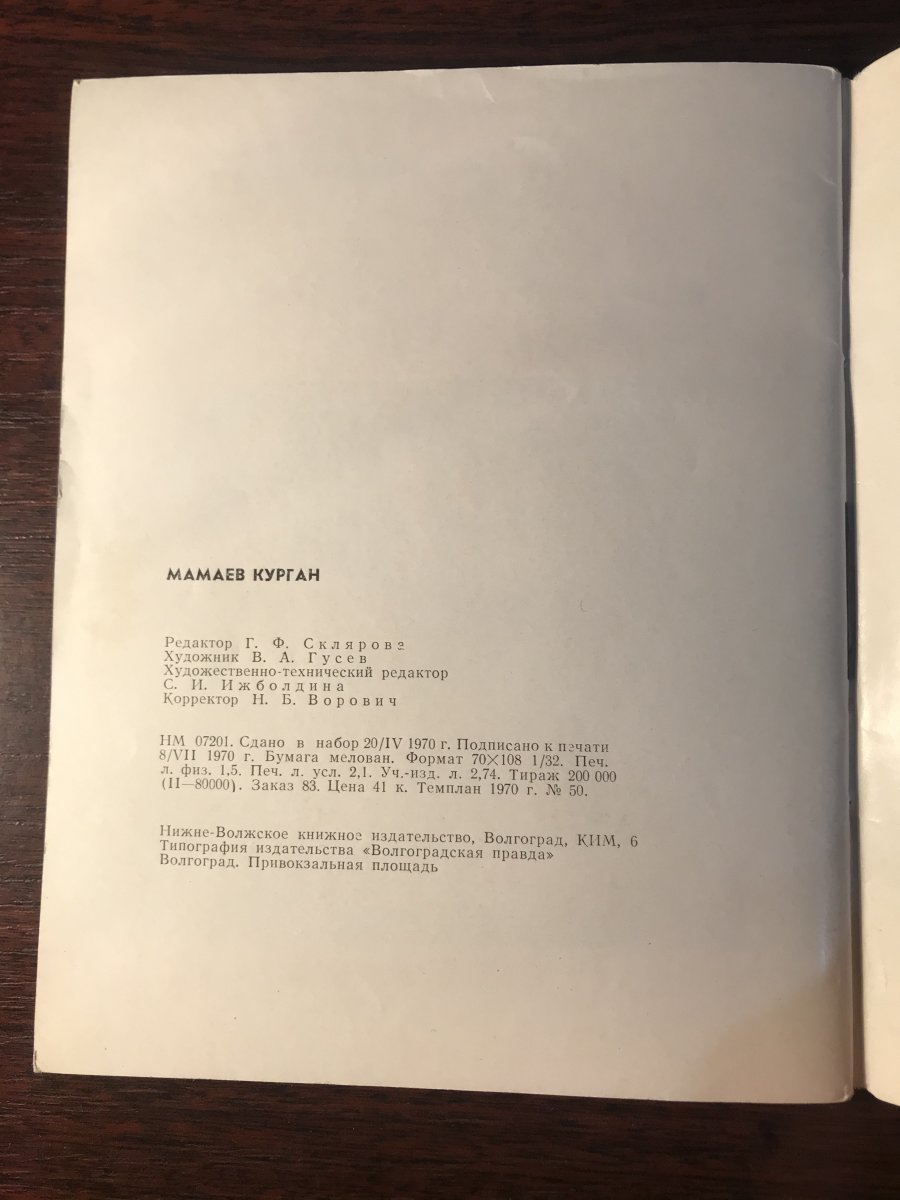 МАМАЕВ КУРГАН
Редактор Г. Ф. Склярова
Художник В. А. Гусев
Художественно-технический редактор
С. И. Ижболдина
Корректор Н. Б. Ворович
НМ 07201. Сдано в набор 20/IV 1970 г. Подписано к печати
8/VII 1970 г. Бумага мелован. Формат 70×108 1/32. Печ.
л. физ. 1,5. Печ. л. усл. 2,1. Уч.-изд. л. 2,74. Тираж 200 000
(II—80000). Заказ 83. Цена 41 к. Темплан 1970 г. № 50.
Нижне-Волжское книжное издательство, Волгоград, КИМ, 6
Типография издательства «Волгоградская правда»
Волгоград. Привокзальная площадь